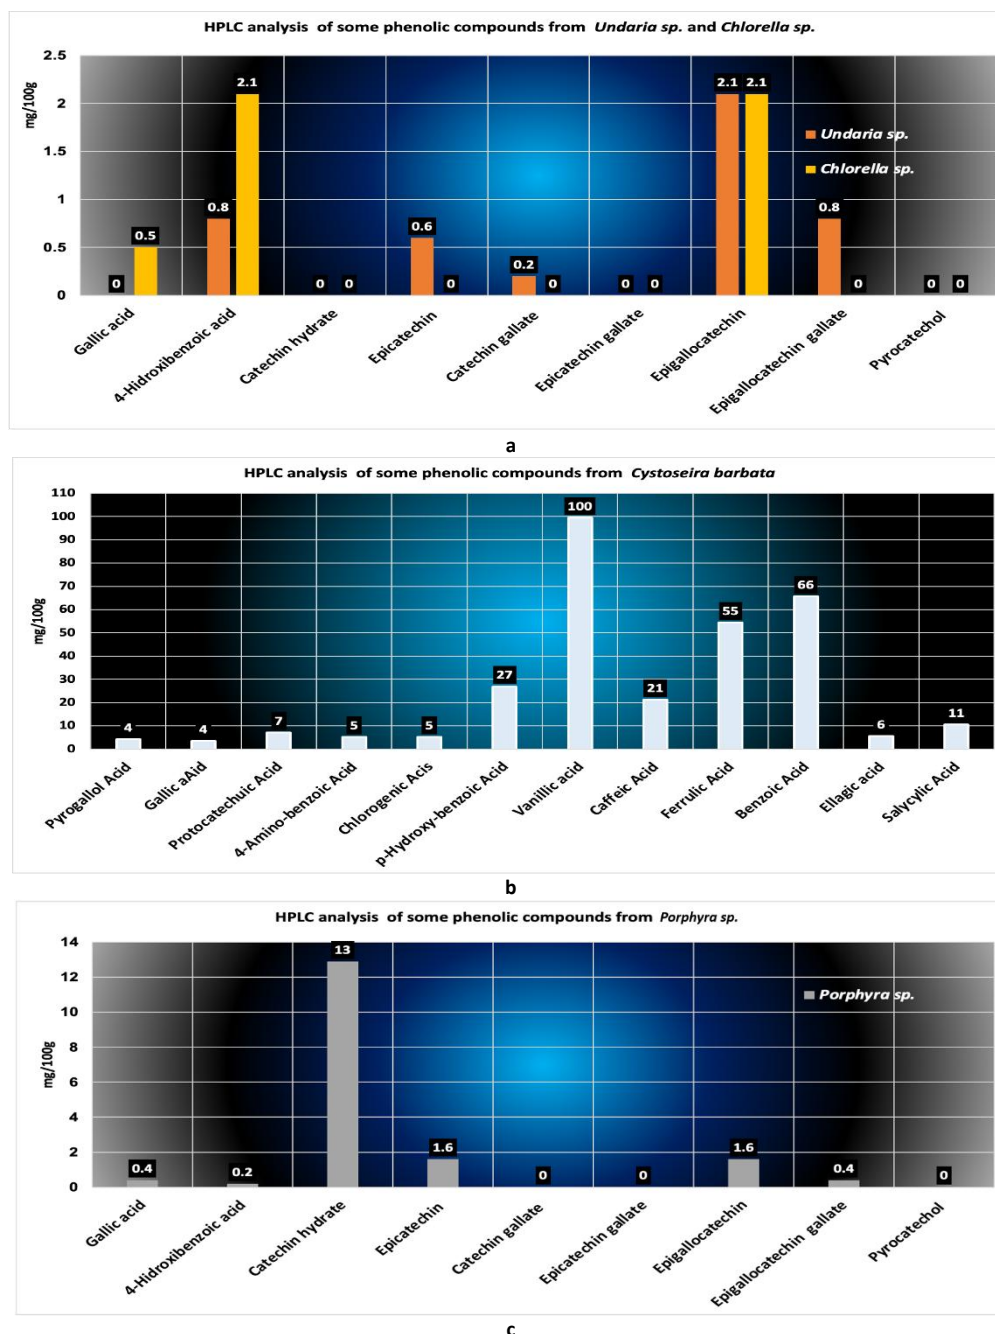 HPLC analysis of some phenolic compounds from Undaria sp. and Chlorella sp.
mg/100g
2.5
2
1.5
1
0.5
0
0
0.5
0.8
2.1
0
0
0.6
0
0.2
0
0
0
2.1
2.1
0.8
0
0
0
Undaria sp.
Chlorella sp.
Gallic acid
4-Hidroxibenzoic acid
Catechin hydrate
Epicatechin
Catechin gallate
Epicatechin gallate
Epigallocatechin
Epigallocatechin gallate
Pyrocatechol
a
HPLC analysis of some phenolic compounds from Cystoseira barbata
mg/100g
110
100
90
80
70
60
50
40
30
20
10
0
4
4
7
5
5
27
100
21
55
66
6
11
Pyrogallol Acid
Gallic aAid
Protocatechuic Acid
4-Amino-benzoic Acid
Chlorogenic Acis
p-Hydroxy-benzoic Acid
Vanillic acid
Caffeic Acid
Ferrulic Acid
Benzoic Acid
Ellagic acid
Salycylic Acid
b
HPLC analysis of some phenolic compounds from Porphyra sp.
mg/100g
14
12
10
8
6
4
2
0
0.4
0.2
13
1.6
0
0
1.6
0.4
0
Porphyra sp.
Gallic acid
4-Hidroxibenzoic acid
Catechin hydrate
Epicatechin
Catechin gallate
Epicatechin gallate
Epigallocatechin
Epigallocatechin gallate
Pyrocatechol
c